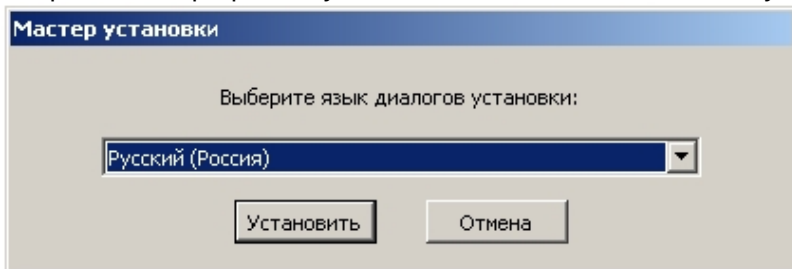 Мастер установки
Выберите язык диалогов установки:
Русский (Россия)
Установить
Отмена